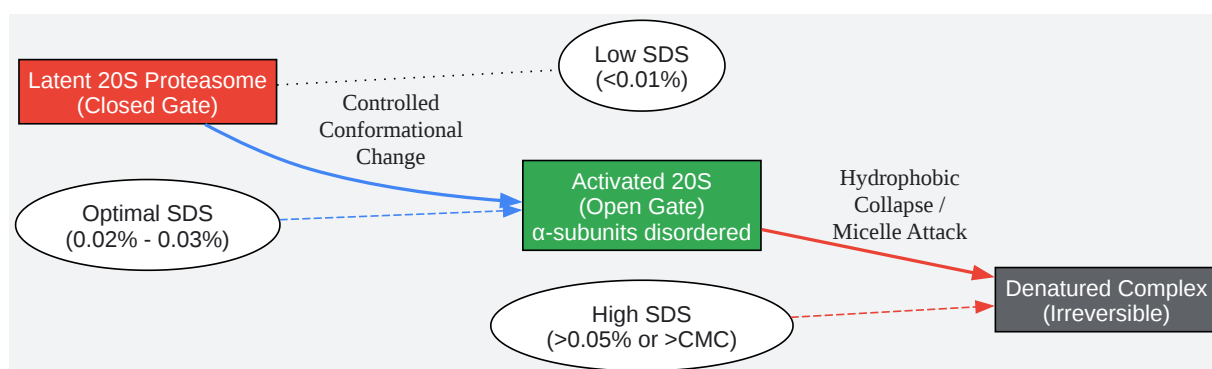 Latent 20S Proteasome
(Closed Gate)
Low SDS
(<0.01%)
Controlled
Conformational
Change
Optimal SDS
(0.02% - 0.03%)
Activated 20S
(Open Gate)
α-subunits disordered
Hydrophobic
Collapse /
Micelle Attack
High SDS
(>0.05% or >CMC)
Denatured Complex
(Irreversible)